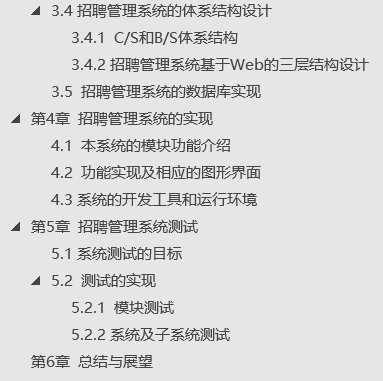 3.4 招聘管理系统的体系结构设计
3.4.1 C/S和B/S体系结构
3.4.2 招聘管理系统基于Web的三层结构设计
3.5 招聘管理系统的数据库实现
第4章 招聘管理系统的实现
4.1 本系统的模块功能介绍
4.2 功能实现及相应的图形界面
4.3 系统的开发工具和运行环境
第5章 招聘管理系统测试
5.1 系统测试的目标
5.2 测试的实现
5.2.1 模块测试
5.2.2 系统及子系统测试
第6章 总结与展望